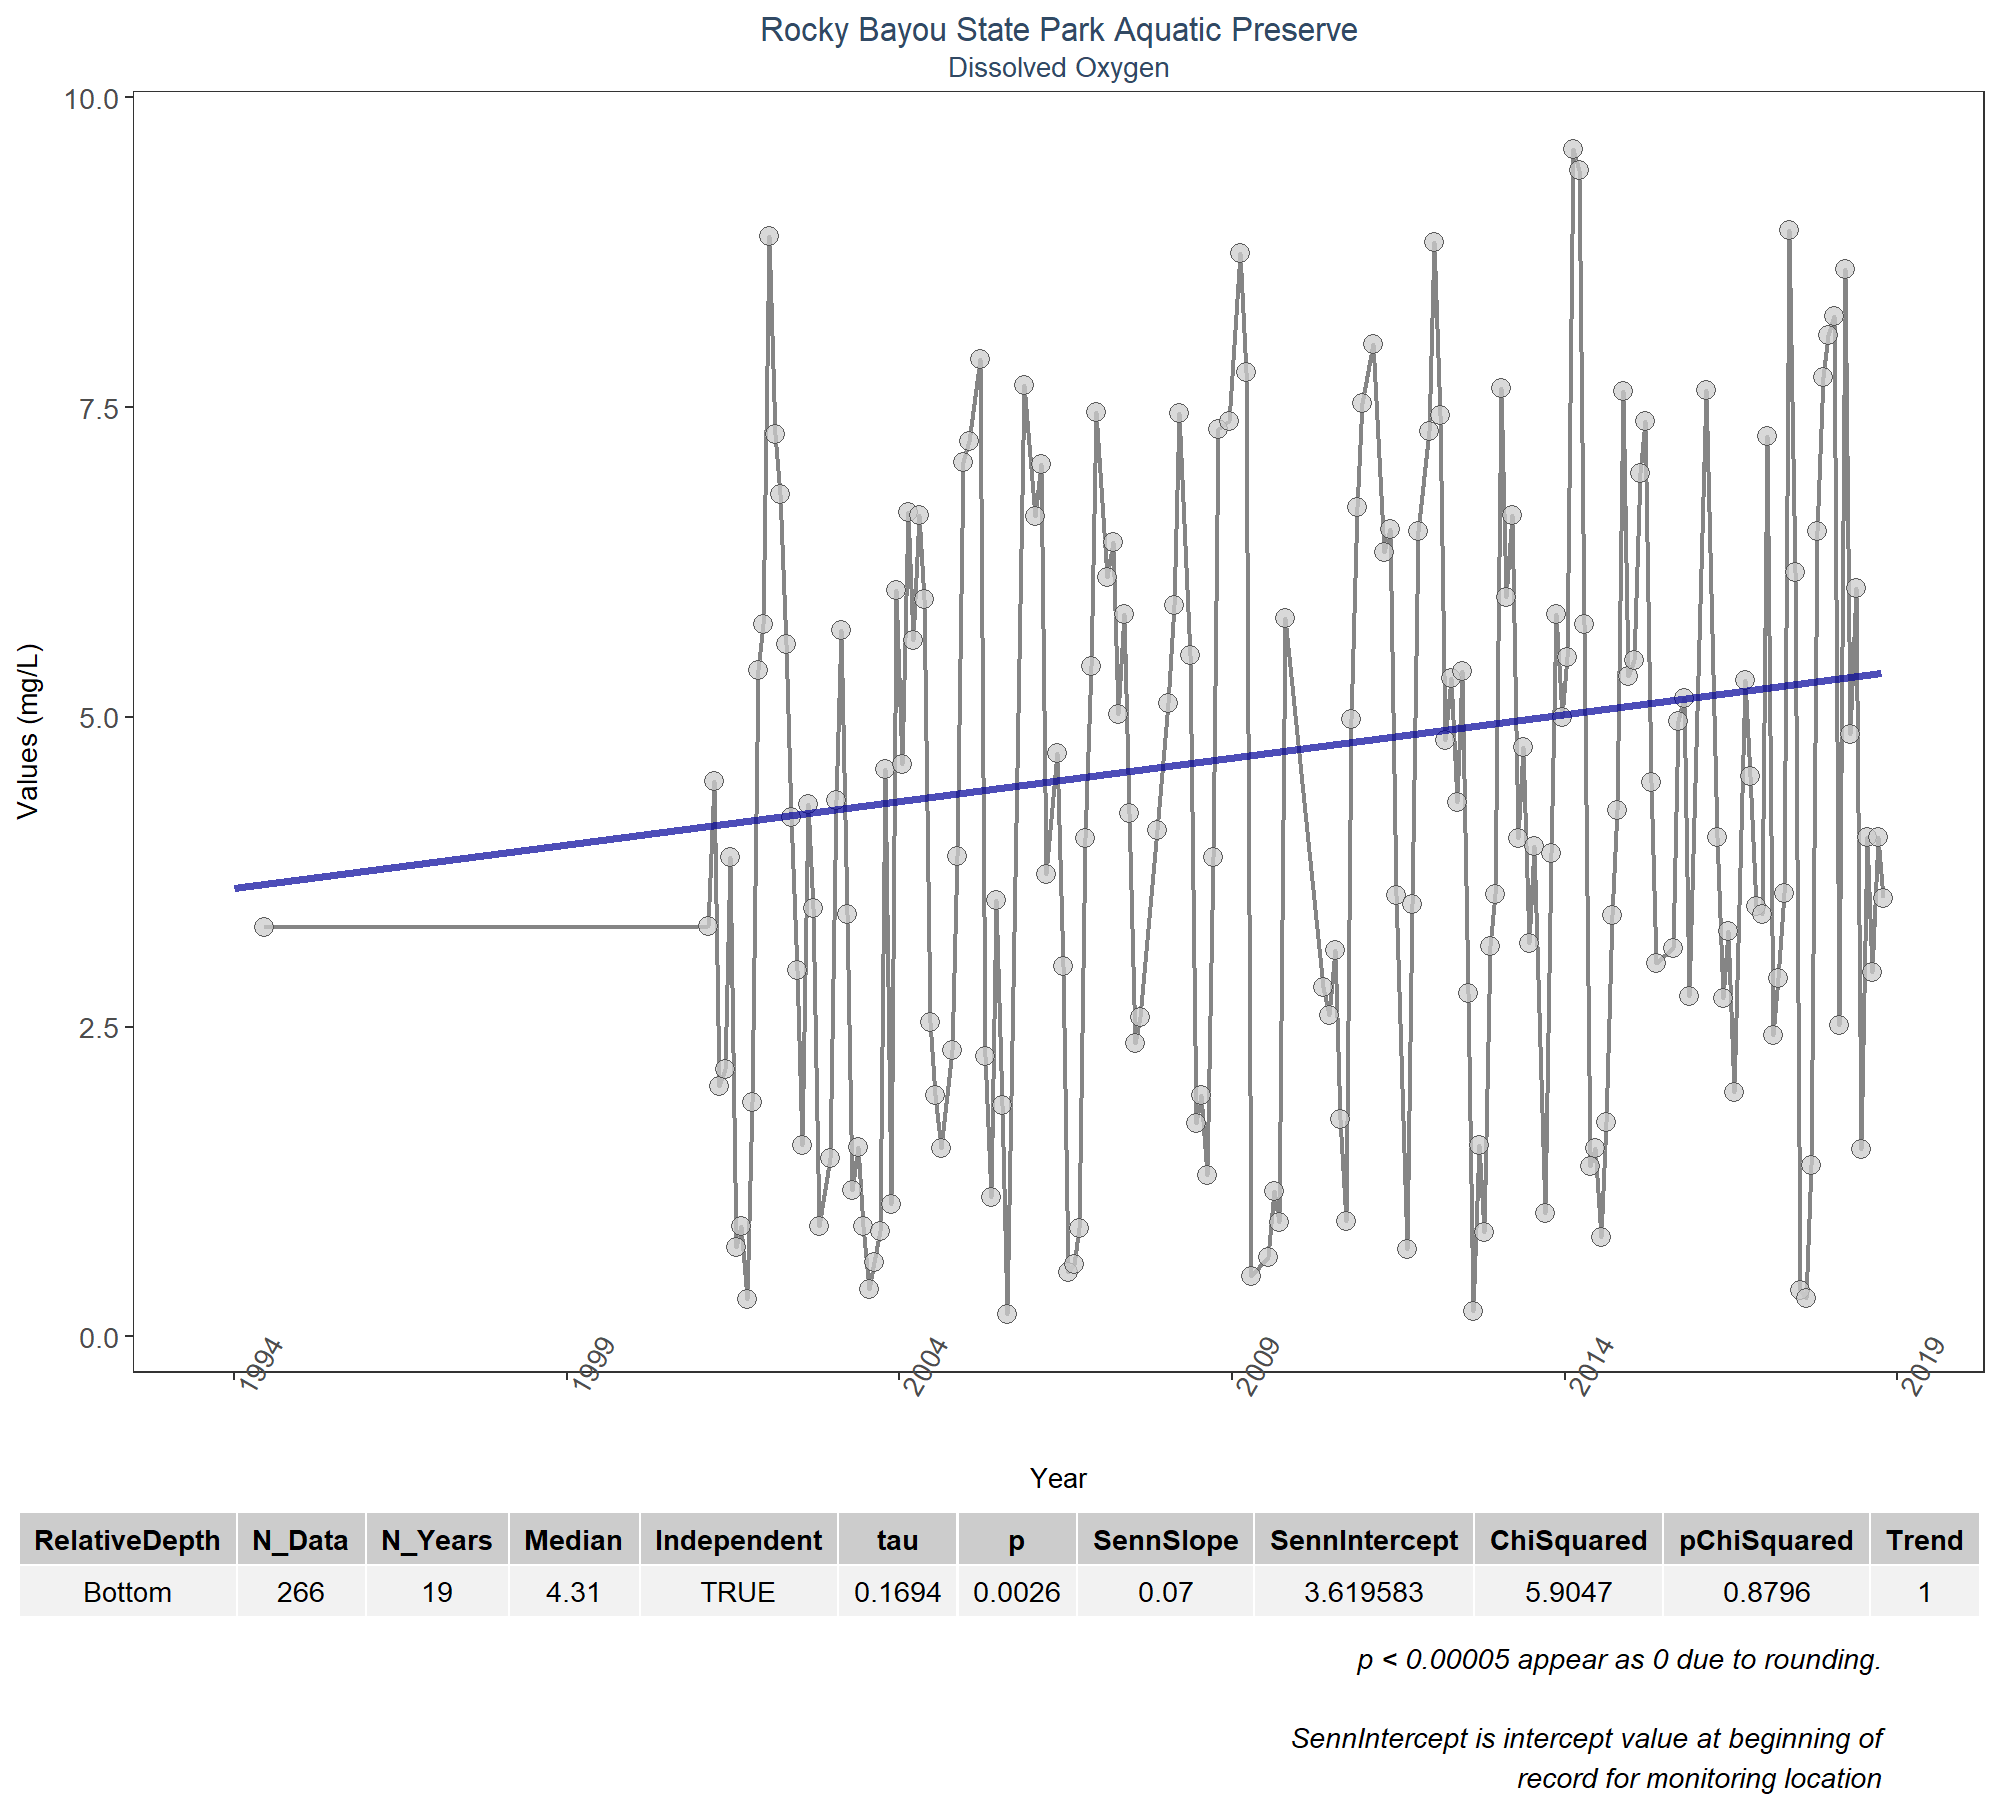 Rocky Bayou State Park Aquatic Preserve
Dissolved Oxygen
10.0
7.5
5.0
2.5
0.0
Values (mg/L)
1994
1999
2004
2009
2014
2019
Year
RelativeDepth N_Data N_Years Median Independent tau p SennSlope SennIntercept ChiSquared pChiSquared Trend
Bottom 266 19 4.31 TRUE 0.1694 0.0026 0.07 3.619583 5.9047 0.8796 1
p < 0.00005 appear as 0 due to rounding.
SennIntercept is intercept value at beginning of
record for monitoring location